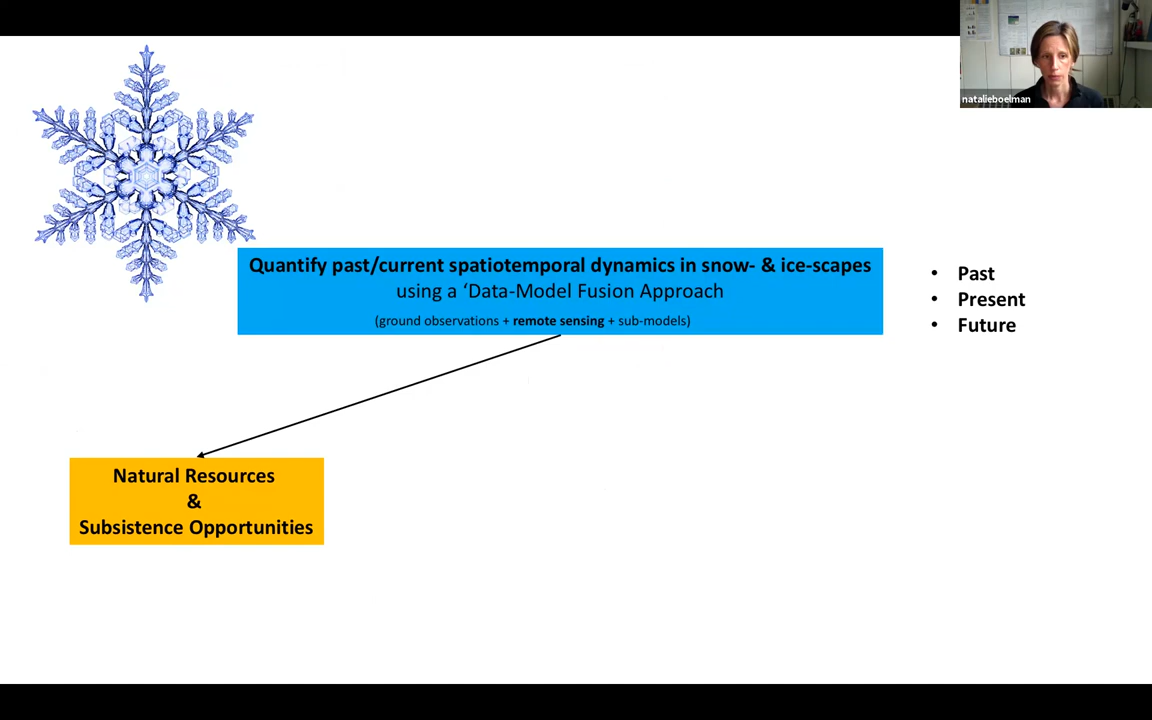 natalieboelman
Quantify past/current spatiotemporal dynamics in snow- & ice-scapes
using a ‘Data-Model Fusion Approach
(ground observations + remote sensing + sub-models)
• Past
• Present
• Future
Natural Resources
&
Subsistence Opportunities